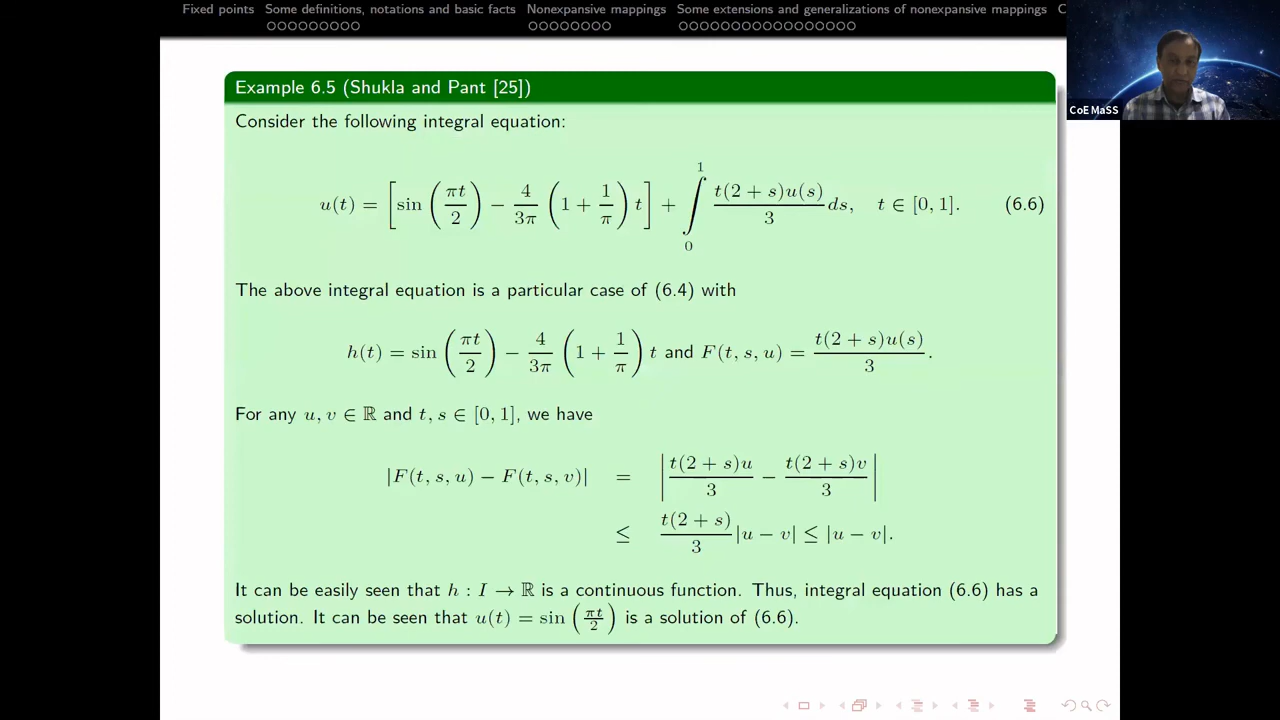 Fixed points Some definitions, notations and basic facts Nonexpansive mappings Some extensions and generalizations of nonexpansive mappings C
CoE MaSS
Example 6.5 (Shukla and Pant [25])
Consider the following integral equation:
u(t) = [sin (πt/2) − 4/3π (1 + 1/π) t] + ∫₀¹ t(2 + s)u(s)/3 ds, t ∈ [0, 1]. (6.6)
The above integral equation is a particular case of (6.4) with
h(t) = sin (πt/2) − 4/3π (1 + 1/π) t and F(t, s, u) = t(2 + s)u(s)/3.
For any u, v ∈ ℝ and t, s ∈ [0, 1], we have
|F(t, s, u) − F(t, s, v)| = |t(2 + s)u/3 − t(2 + s)v/3|
≤ t(2 + s)/3 |u − v| ≤ |u − v|.
It can be easily seen that h : I → ℝ is a continuous function. Thus, integral equation (6.6) has a
solution. It can be seen that u(t) = sin (πt/2) is a solution of (6.6).